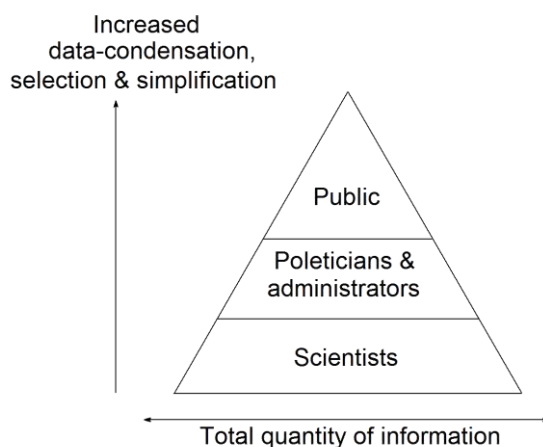 Increased
data-condensation,
selection & simplification
Public
Poleticians &
administrators
Scientists
Total quantity of information